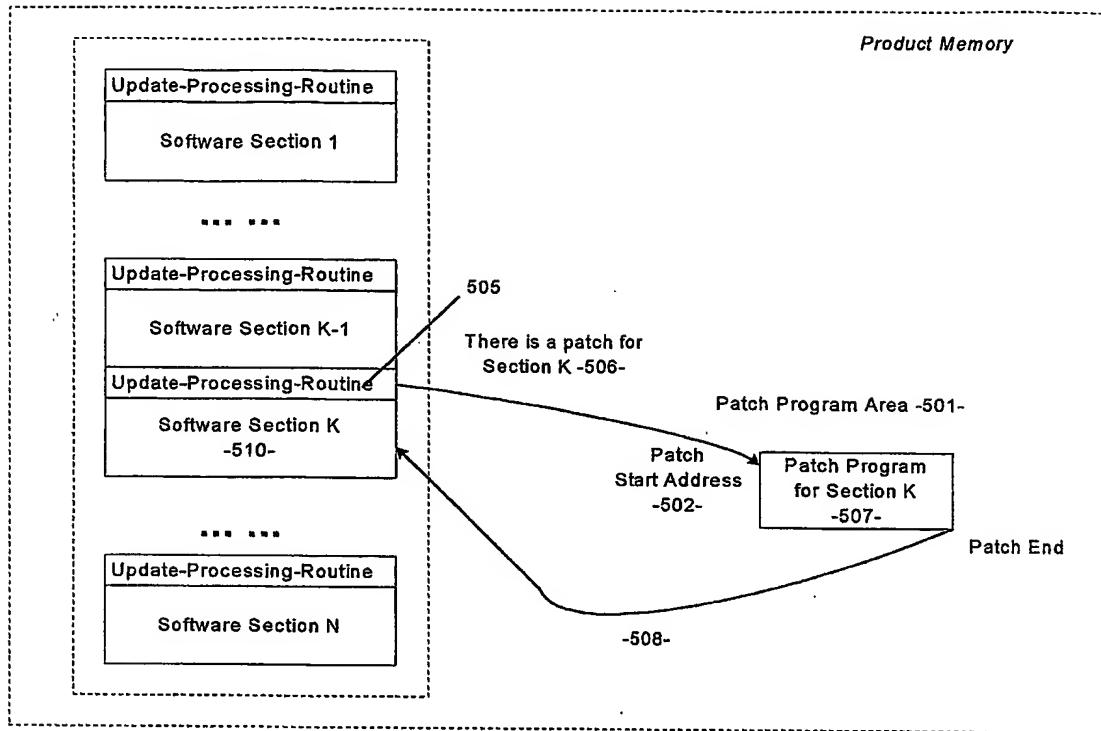 Product Memory
Update-Processing-Routine
Software Section 1
... ...
Update-Processing-Routine
Software Section K-1
Update-Processing-Routine
Software Section K
-510-
... ...
Update-Processing-Routine
Software Section N
505
There is a patch for
Section K -506-
Patch Program Area -501-
Patch
Start Address
-502-
Patch Program
for Section K
-507-
Patch End
-508-